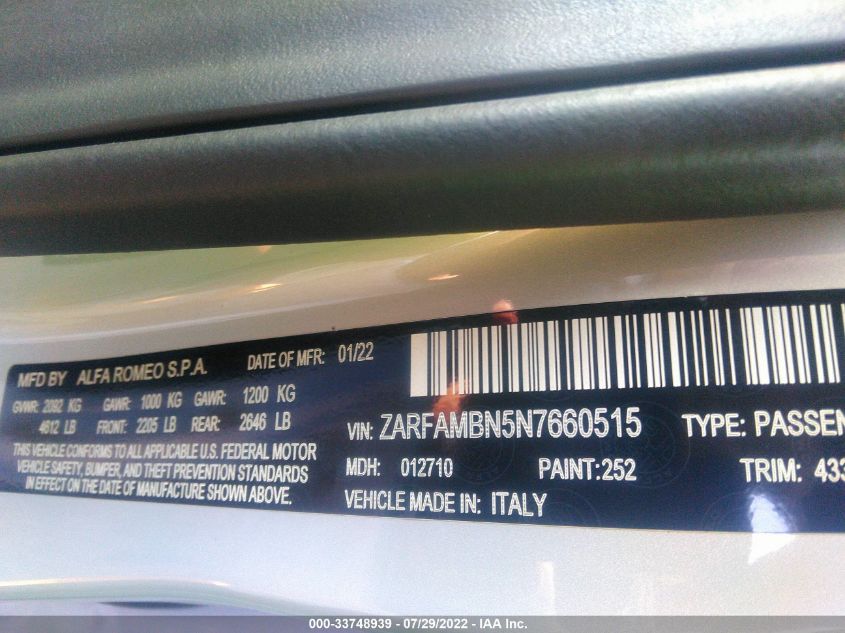 MFD BY ALFA ROMEO S.P.A. DATE OF MFR: 01/22
GVWR: 2092 KG GAWR: 1000 KG GAWR: 1200 KG
4612 LB FRONT: 2205 LB REAR: 2646 LB
THIS VEHICLE CONFORMS TO ALL APPLICABLE U.S. FEDERAL MOTOR
VEHICLE SAFETY, BUMPER, AND THEFT PREVENTION STANDARDS
IN EFFECT ON THE DATE OF MANUFACTURE SHOWN ABOVE.
VIN: ZARFAMBN5N7660515 TYPE: PASSEN
MDH: 012710 PAINT:252 TRIM: 433
VEHICLE MADE IN: ITALY
000-33748939 - 07/29/2022 - IAA Inc.